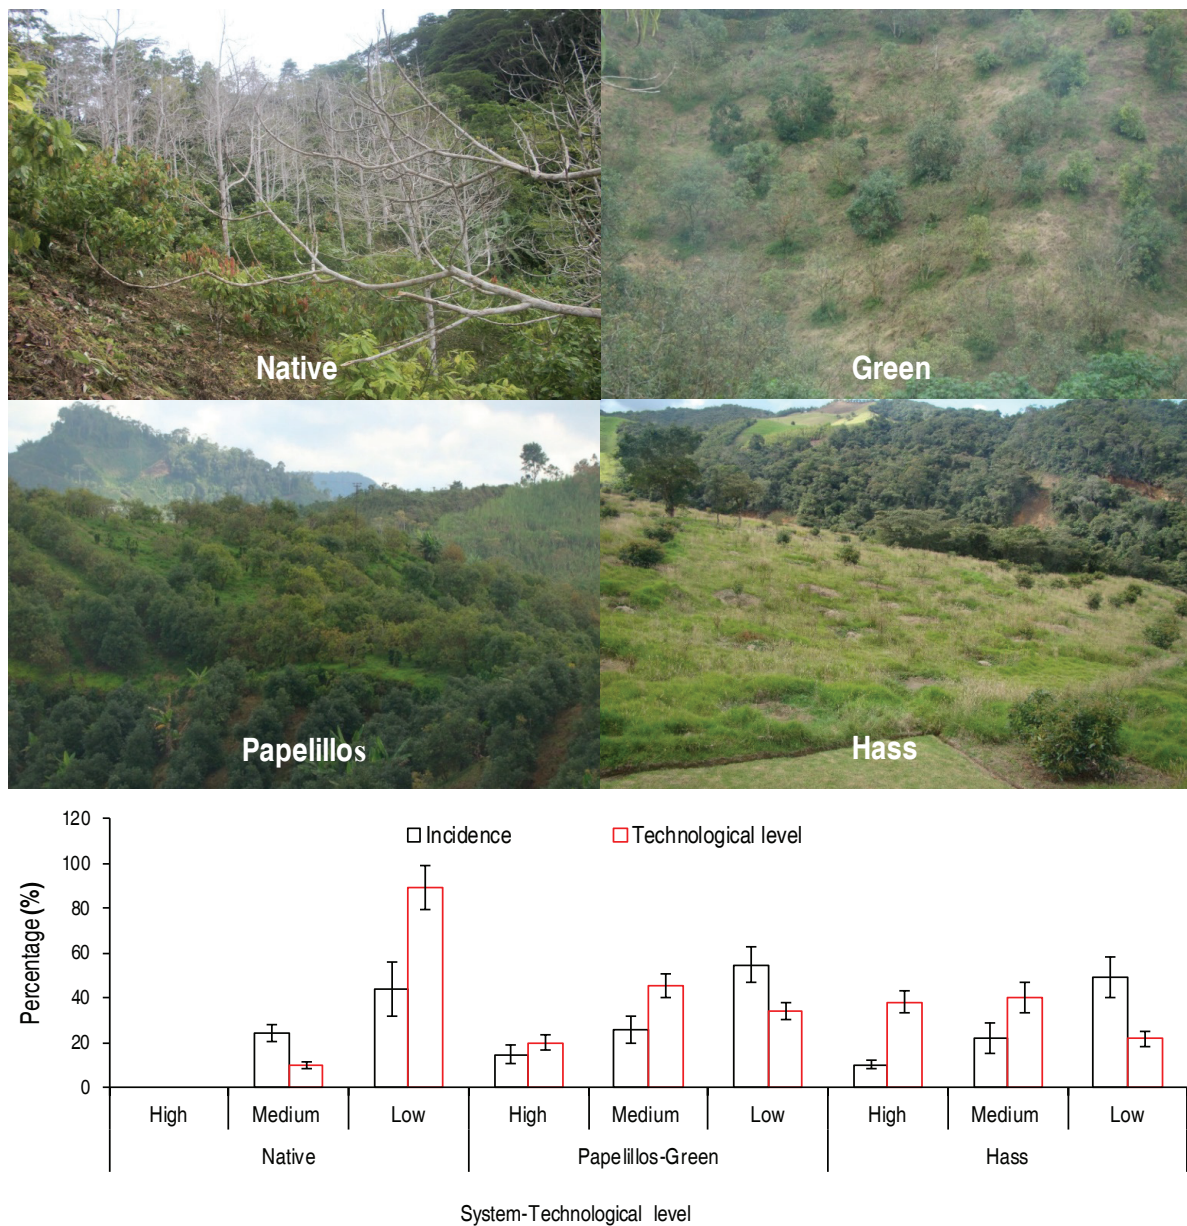 Native
Green
Papelillos
Hass
120
100
80
60
40
20
0
Percentage (%)
Incidence
Technological level
High
Medium
Low
High
Medium
Low
High
Medium
Low
Native
Papelillos-Green
Hass
System-Technological level